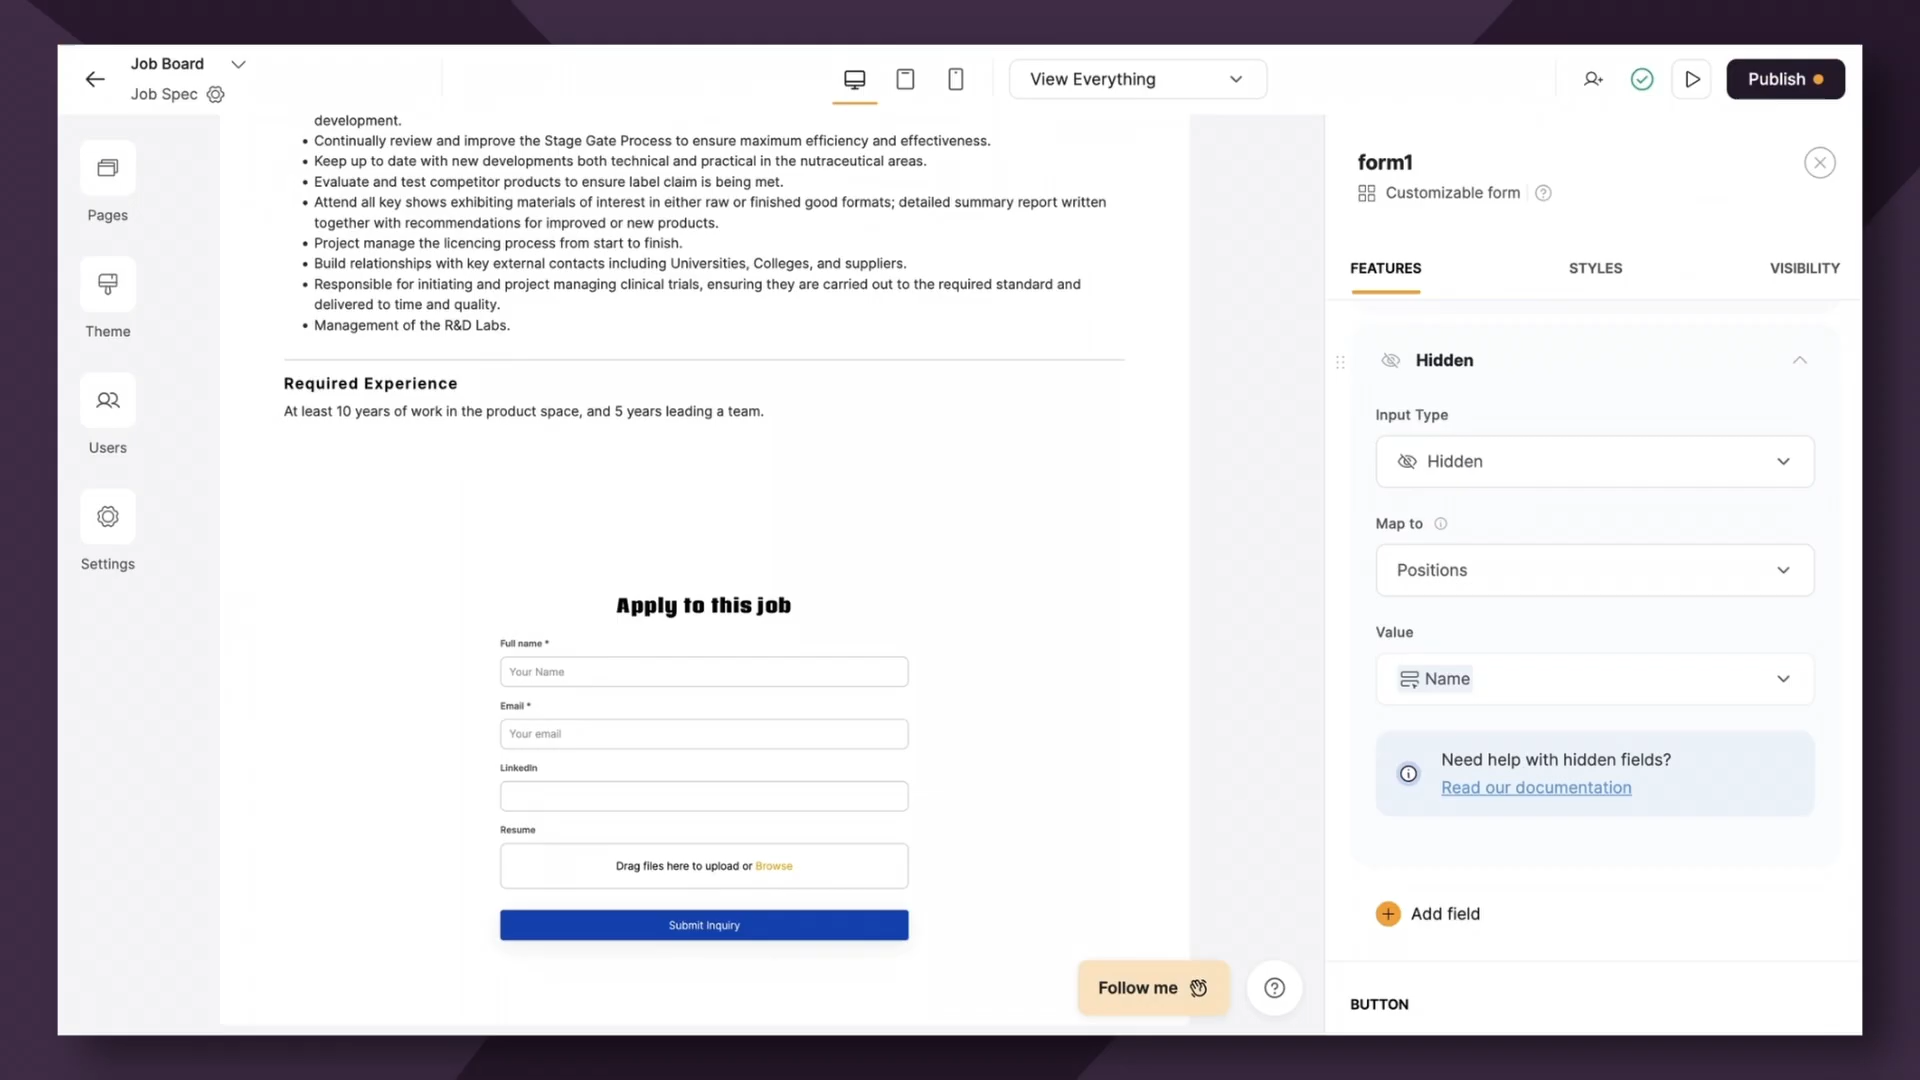 Job Board
Job Spec
View Everything
Publish
Pages
Theme
Users
Settings
development.
• Continually review and improve the Stage Gate Process to ensure maximum efficiency and effectiveness.
• Keep up to date with new developments both technical and practical in the nutraceutical areas.
• Evaluate and test competitor products to ensure label claim is being met.
• Attend all key shows exhibiting materials of interest in either raw or finished good formats; detailed summary report written
together with recommendations for improved or new products.
• Project manage the licencing process from start to finish.
• Build relationships with key external contacts including Universities, Colleges, and suppliers.
• Responsible for initiating and project managing clinical trials, ensuring they are carried out to the required standard and
delivered to time and quality.
• Management of the R&D Labs.
Required Experience
At least 10 years of work in the product space, and 5 years leading a team.
Apply to this job
Full name *
Your Name
Email *
Your email
LinkedIn
Resume
Drag files here to upload or Browse
Submit Inquiry
Follow me
form1
Customizable form
FEATURES
STYLES
VISIBILITY
Hidden
Input Type
Hidden
Map to
Positions
Value
Name
Need help with hidden fields?
Read our documentation
Add field
BUTTON